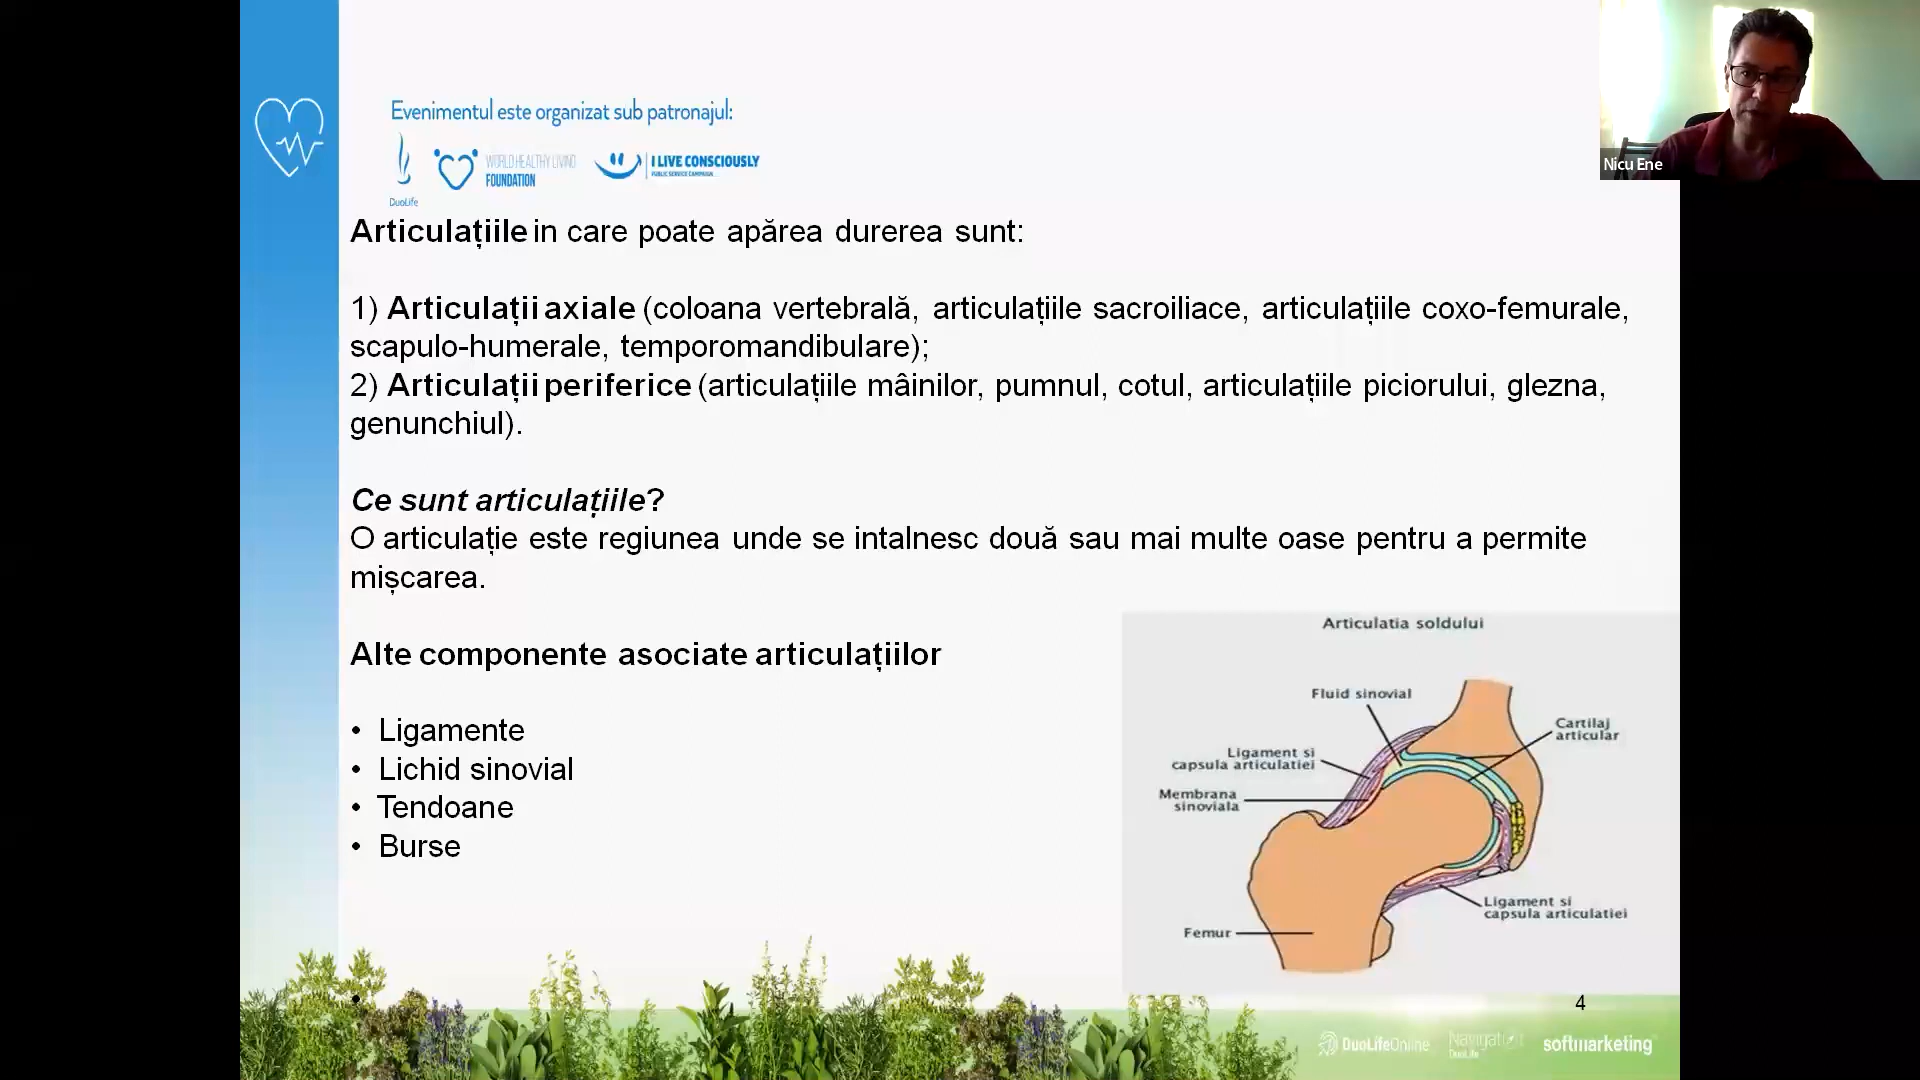 Evenimentul este organizat sub patronajul:
DuoLife
WORLD HEALTHY LIVING
FOUNDATION
I LIVE CONSCIOUSLY
PUBLIC SERVICE CAMPAIGN
Nicu Ene
Articulațiile in care poate apărea durerea sunt:
1) Articulații axiale (coloana vertebrală, articulațiile sacroiliace, articulațiile coxo-femurale,
scapulo-humerale, temporomandibulare);
2) Articulații periferice (articulațiile mâinilor, pumnul, cotul, articulațiile piciorului, glezna,
genunchiul).
Ce sunt articulațiile?
O articulație este regiunea unde se intalnesc două sau mai multe oase pentru a permite
mișcarea.
Alte componente asociate articulațiilor
• Ligamente
• Lichid sinovial
• Tendoane
• Burse
•
Articulatia soldului
Fluid sinovial
Cartilaj
articular
Ligament si
capsula articulatiei
Membrana
sinoviala
Ligament si
capsula articulatiei
Femur
4
DuoLifeOnline
Navigation
DuoLife
softmarketing